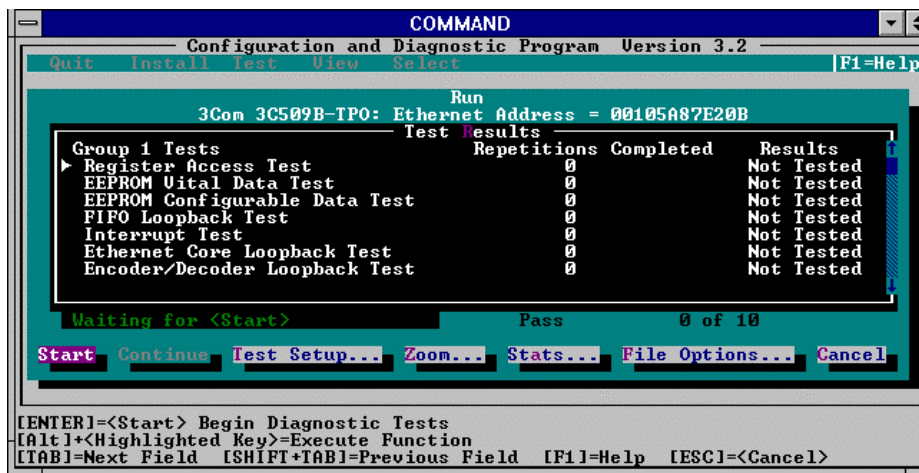 COMMAND
Configuration and Diagnostic Program Version 3.2
Quit Install Test View Select F1=Help
Run
3Com 3C509B-TPO: Ethernet Address = 00105A87E20B
Test Results
Group 1 Tests Repetitions Completed Results
Register Access Test 0 Not Tested
EEPROM Vital Data Test 0 Not Tested
EEPROM Configurable Data Test 0 Not Tested
FIFO Loopback Test 0 Not Tested
Interrupt Test 0 Not Tested
Ethernet Core Loopback Test 0 Not Tested
Encoder/Decoder Loopback Test 0 Not Tested
Waiting for <Start> Pass 0 of 10
Start Continue Test Setup... Zoom... Stats... File Options... Cancel
[ENTER]=<Start> Begin Diagnostic Tests
[Alt]+<Highlighted Key>=Execute Function
[TAB]=Next Field [SHIFT+TAB]=Previous Field [F1]=Help [ESC]=<Cancel>